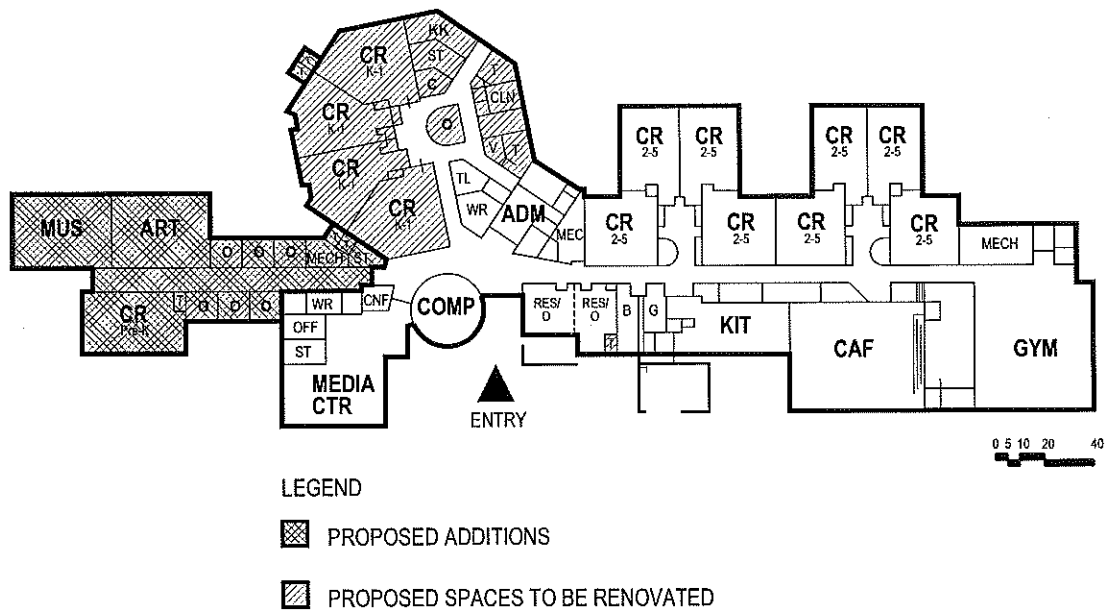 KK
CR
K-1
ST
T
T
C
CLN
CR
K-1
O
V
T
CR
K-1
TL
WR
ADM
CR
K-1
MEC
CR
2-5
CR
2-5
CR
2-5
CR
2-5
CR
2-5
CR
2-5
CR
2-5
CR
2-5
MECH
MUS
ART
O
O
O
MECH
ST
CR
Pre-K
T
O
O
O
WR
CNF
COMP
OFF
ST
MEDIA
CTR
ENTRY
RES/
O
RES/
O
T
B
G
KIT
CAF
GYM
0 5 10 20 40
LEGEND
PROPOSED ADDITIONS
PROPOSED SPACES TO BE RENOVATED